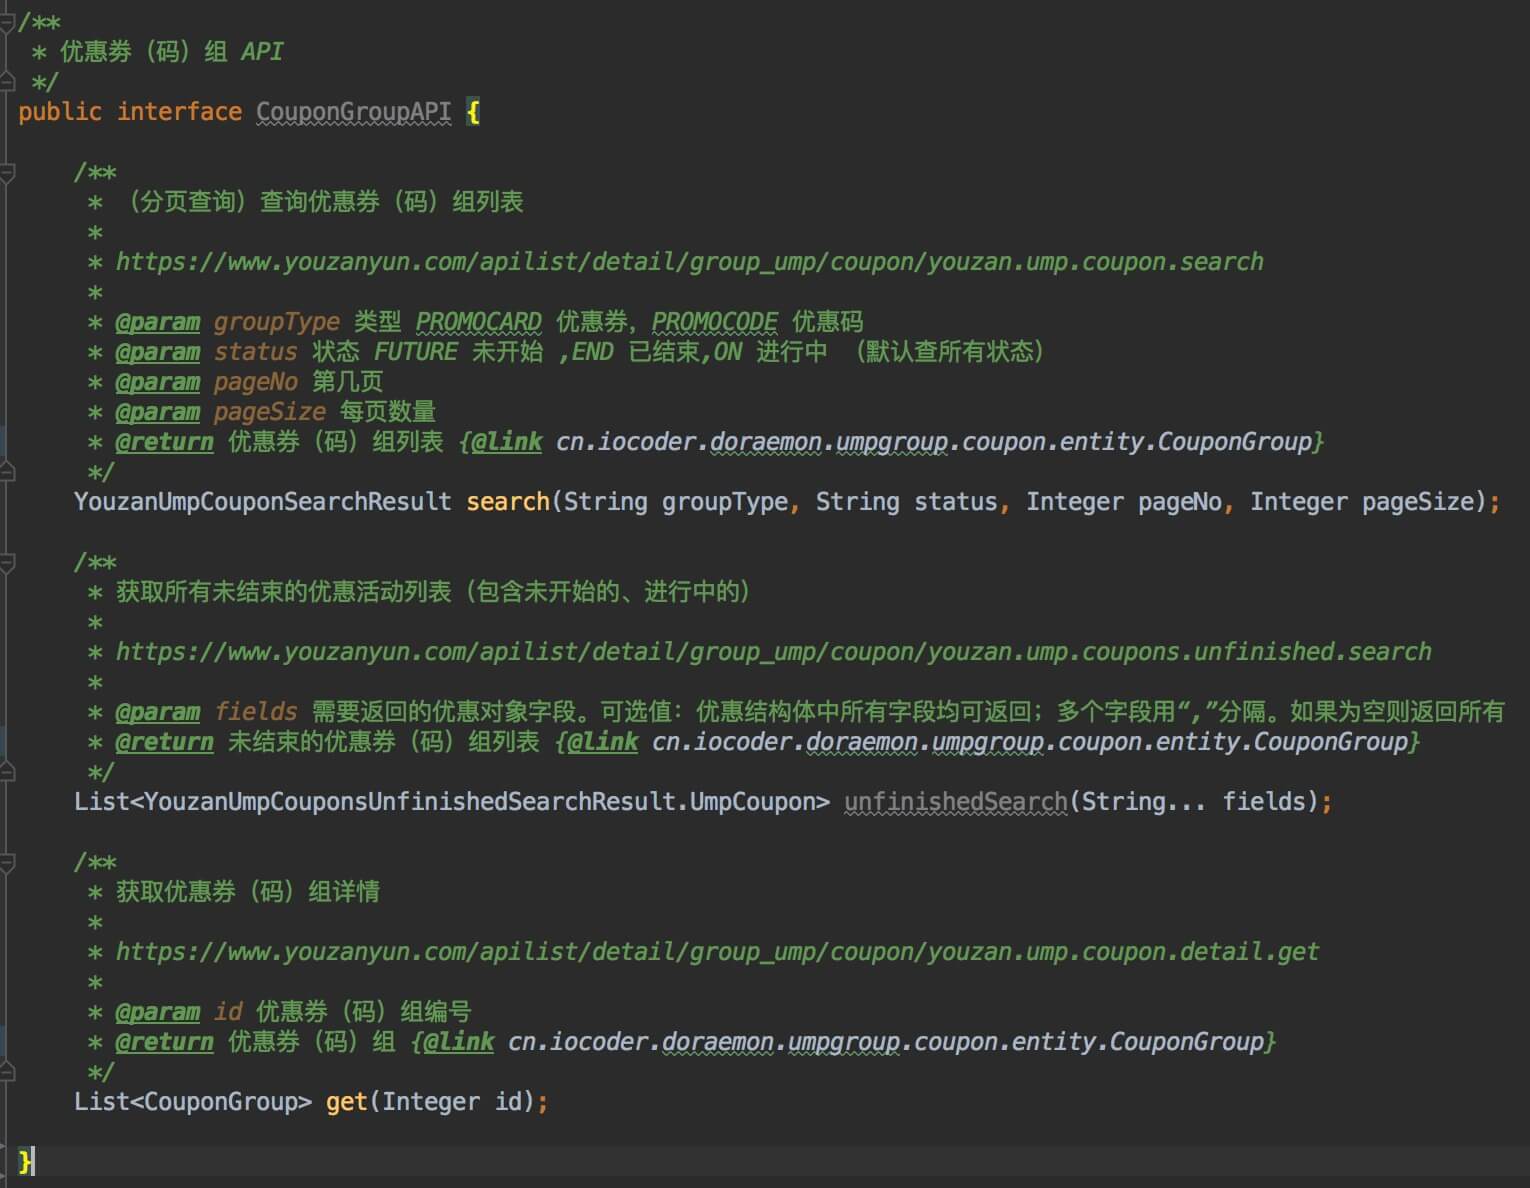 /**
 * 优惠劵（码）组 API
 */
public interface CouponGroupAPI {
    /**
     * （分页查询）查询优惠券（码）组列表
     *
     * https://www.youzanyun.com/apilist/detail/group_ump/coupon/youzan.ump.coupon.search
     *
     * @param groupType 类型 PROMOCARD 优惠券，PROMOCODE 优惠码
     * @param status 状态 FUTURE 未开始 ,END 已结束,ON 进行中 （默认查所有状态）
     * @param pageNo 第几页
     * @param pageSize 每页数量
     * @return 优惠券（码）组列表 {@link cn.iocoder.doraemon.umpgroup.coupon.entity.CouponGroup}
     */
    YouzanUmpCouponSearchResult search(String groupType, String status, Integer pageNo, Integer pageSize);
    /**
     * 获取所有未结束的优惠活动列表（包含未开始的、进行中的）
     *
     * https://www.youzanyun.com/apilist/detail/group_ump/coupon/youzan.ump.coupons.unfinished.search
     *
     * @param fields 需要返回的优惠对象字段。可选值：优惠结构体中所有字段均可返回；多个字段用“,”分隔。如果为空则返回所有
     * @return 未结束的优惠券（码）组列表 {@link cn.iocoder.doraemon.umpgroup.coupon.entity.CouponGroup}
     */
    List<YouzanUmpCouponsUnfinishedSearchResult.UmpCoupon> unfinishedSearch(String... fields);
    /**
     * 获取优惠券（码）组详情
     *
     * https://www.youzanyun.com/apilist/detail/group_ump/coupon/youzan.ump.coupon.detail.get
     *
     * @param id 优惠券（码）组编号
     * @return 优惠券（码）组 {@link cn.iocoder.doraemon.umpgroup.coupon.entity.CouponGroup}
     */
    List<CouponGroup> get(Integer id);
}